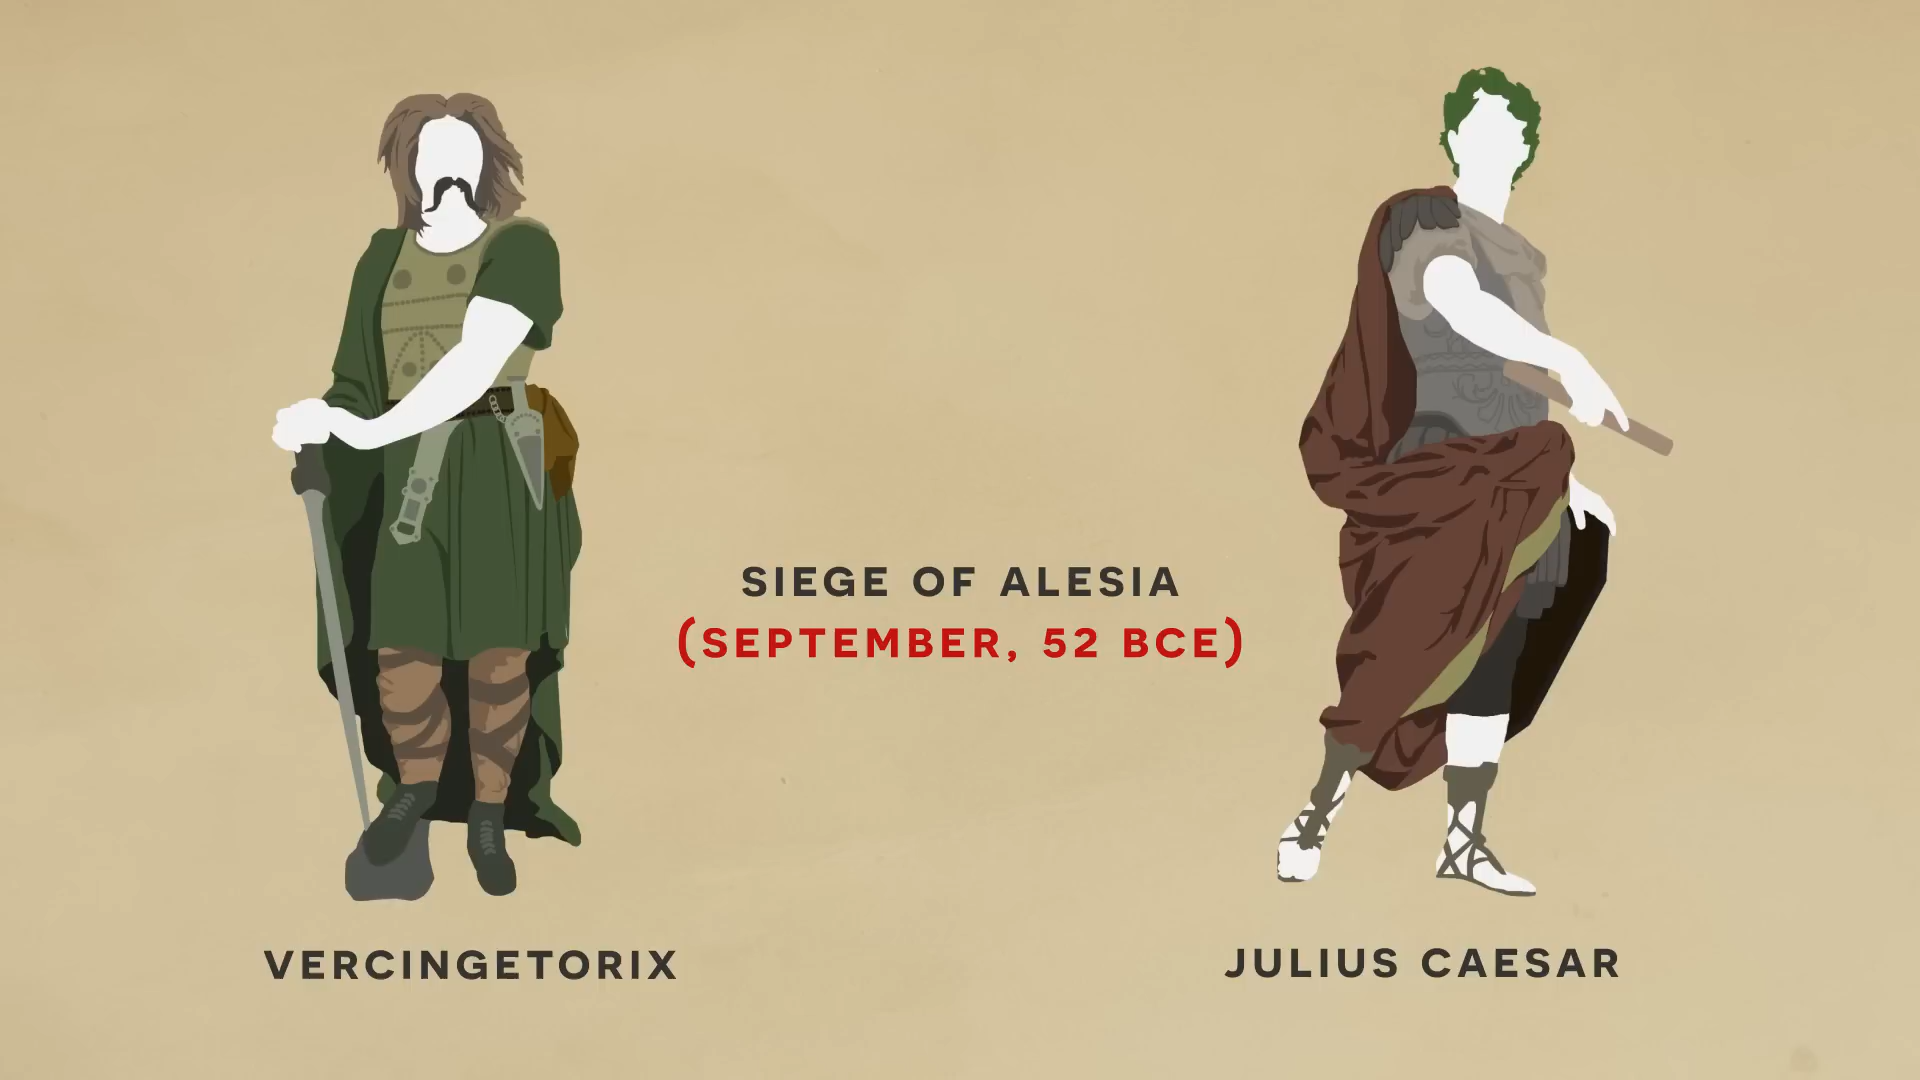 SIEGE OF ALESIA
(SEPTEMBER, 52 BCE)
VERCINGETORIX
JULIUS CAESAR